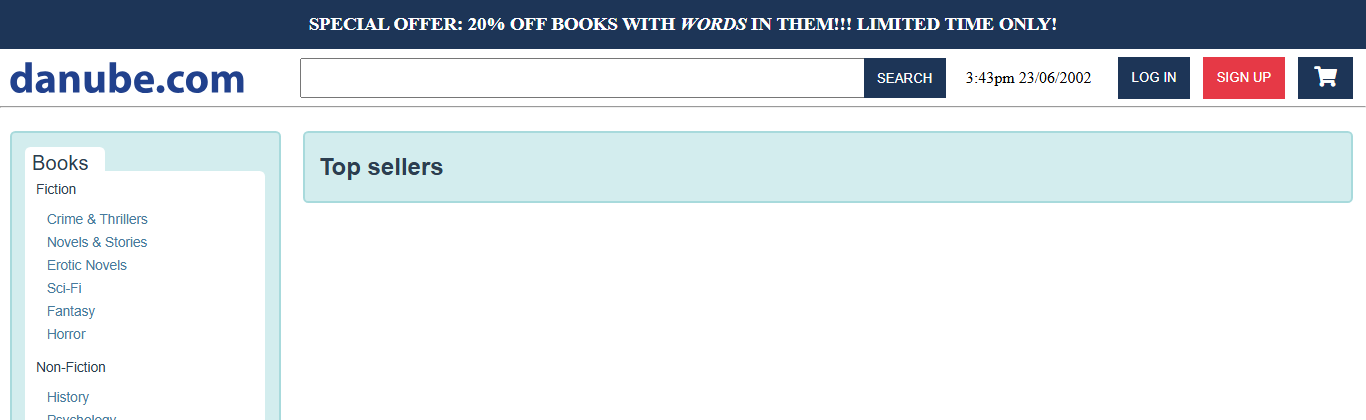 SPECIAL OFFER: 20% OFF BOOKS WITH WORDS IN THEM!!! LIMITED TIME ONLY!
danube.com
SEARCH
3:43pm 23/06/2002
LOG IN
SIGN UP
Books
Fiction
Crime & Thrillers
Novels & Stories
Erotic Novels
Sci-Fi
Fantasy
Horror
Non-Fiction
History
Psychology
Top sellers